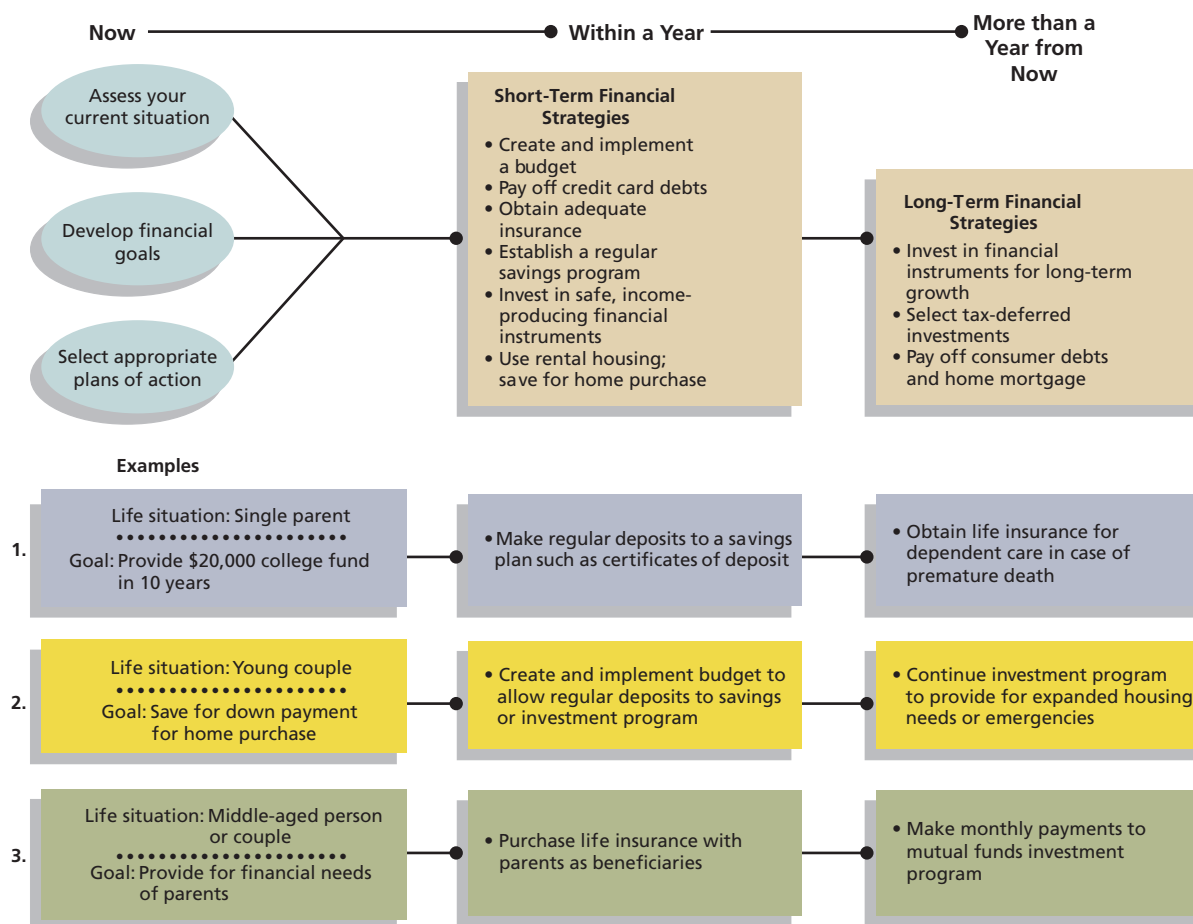 Now
Within a Year
More than a
Year from
Now
Assess your
current situation
Develop financial
goals
Select appropriate
plans of action
Short-Term Financial
Strategies
• Create and implement
a budget
• Pay off credit card debts
• Obtain adequate
insurance
• Establish a regular
savings program
• Invest in safe, income-
producing financial
instruments
• Use rental housing;
save for home purchase
Long-Term Financial
Strategies
• Invest in financial
instruments for long-term
growth
• Select tax-deferred
investments
• Pay off consumer debts
and home mortgage
Examples
1.
Life situation: Single parent
Goal: Provide $20,000 college fund
in 10 years
• Make regular deposits to a savings
plan such as certificates of deposit
• Obtain life insurance for
dependent care in case of
premature death
2.
Life situation: Young couple
Goal: Save for down payment
for home purchase
• Create and implement budget to
allow regular deposits to savings
or investment program
• Continue investment program
to provide for expanded housing
needs or emergencies
3.
Life situation: Middle-aged person
or couple
Goal: Provide for financial needs
of parents
• Purchase life insurance with
parents as beneficiaries
• Make monthly payments to
mutual funds investment
program